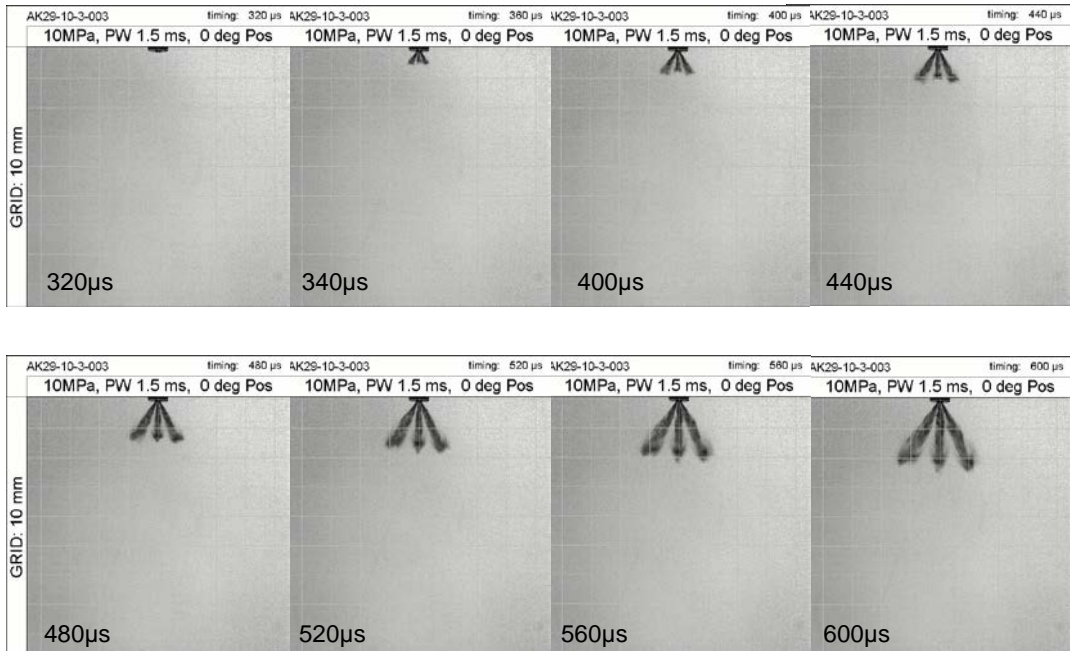 AK29-10-3-003 timing: 320 µs AK29-10-3-003 timing: 360 µs AK29-10-3-003 timing: 400 µs AK29-10-3-003 timing: 440 µs
10MPa, PW 1.5 ms, 0 deg Pos 10MPa, PW 1.5 ms, 0 deg Pos 10MPa, PW 1.5 ms, 0 deg Pos 10MPa, PW 1.5 ms, 0 deg Pos
GRID: 10 mm
320µs 340µs 400µs 440µs
AK29-10-3-003 timing: 480 µs AK29-10-3-003 timing: 520 µs AK29-10-3-003 timing: 560 µs AK29-10-3-003 timing: 600 µs
10MPa, PW 1.5 ms, 0 deg Pos 10MPa, PW 1.5 ms, 0 deg Pos 10MPa, PW 1.5 ms, 0 deg Pos 10MPa, PW 1.5 ms, 0 deg Pos
GRID: 10 mm
480µs 520µs 560µs 600µs